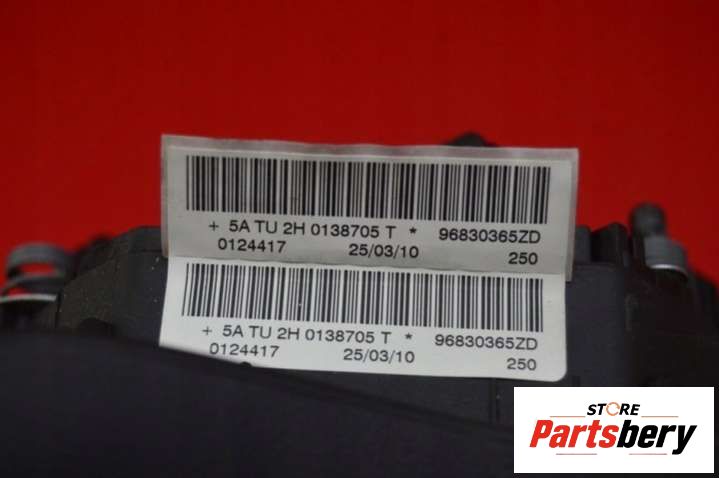 + 5A TU 2H 0138705 T * 96830365ZD
0124417 25/03/10 250
+ 5A TU 2H 0138705 T * 96830365ZD
0124417 25/03/10 250
STORE
Partsbery